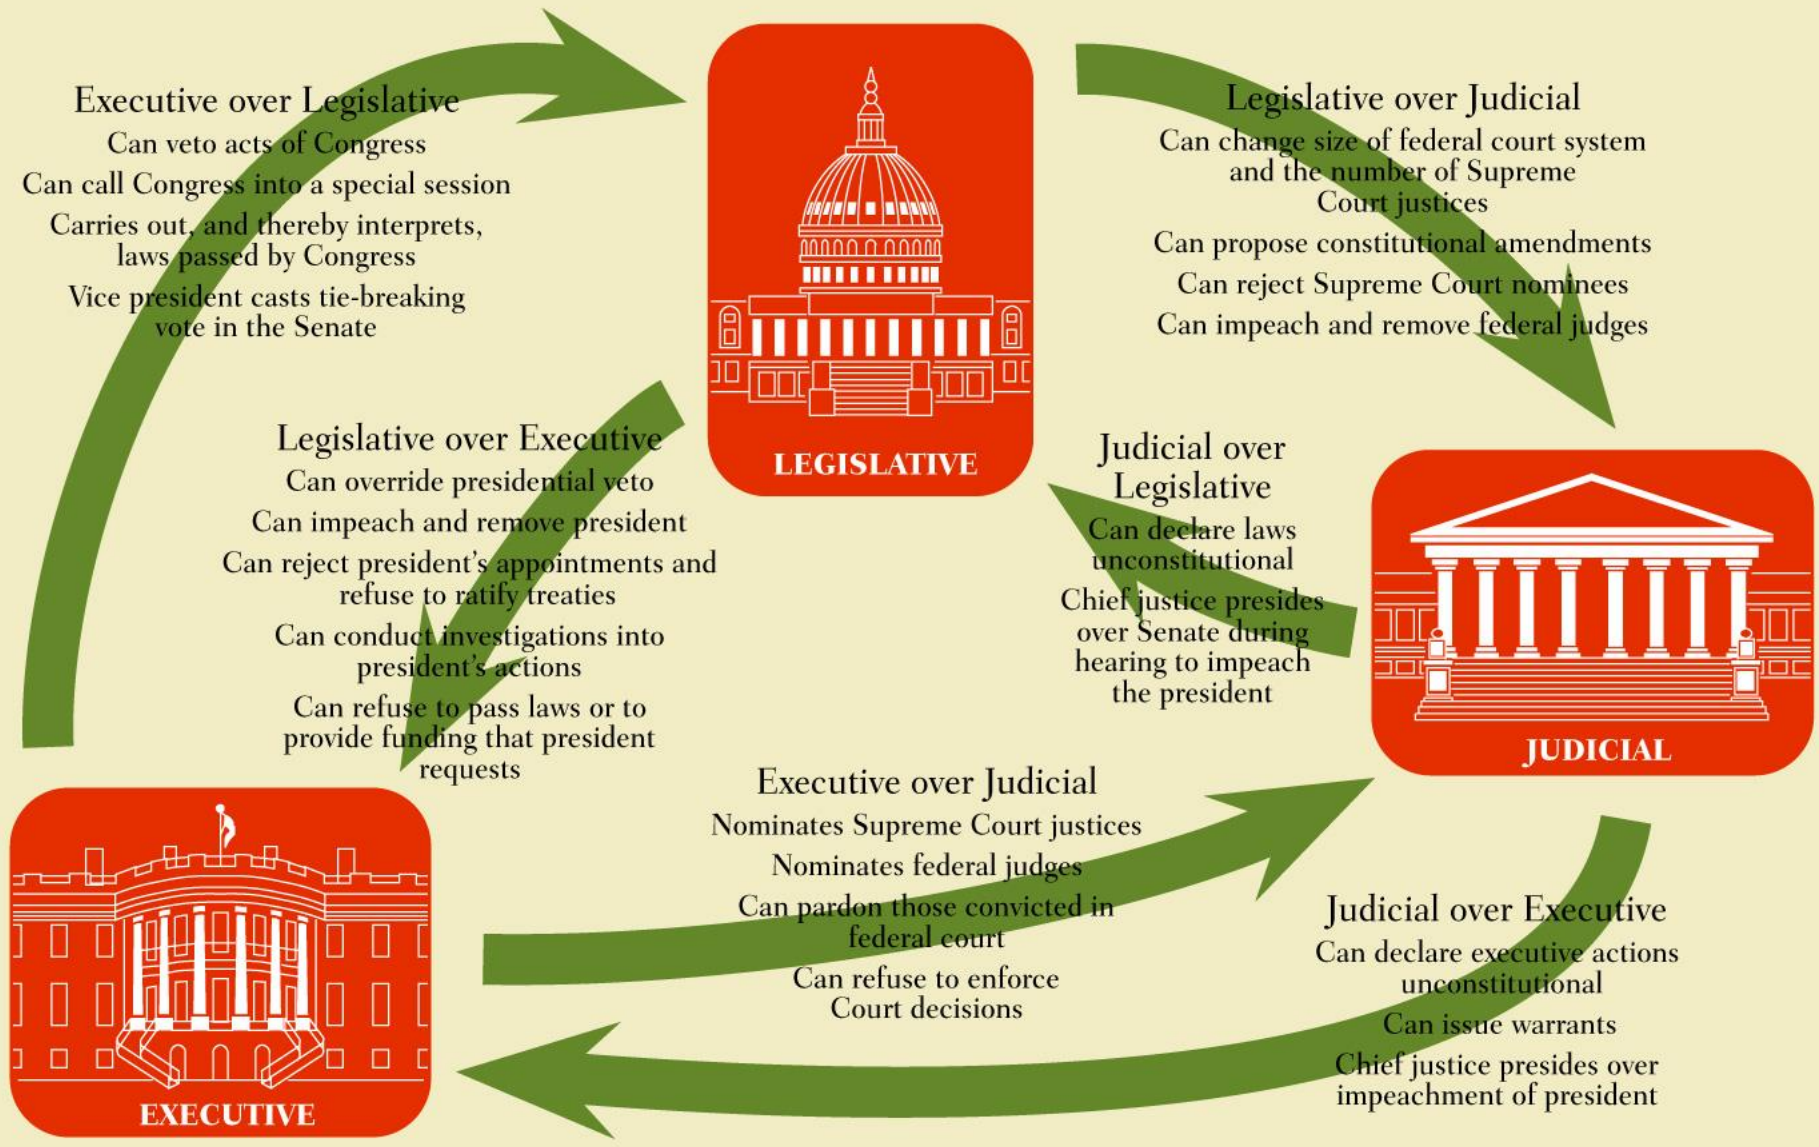 Executive over Legislative
Can veto acts of Congress
Can call Congress into a special session
Carries out, and thereby interprets,
laws passed by Congress
Vice president casts tie-breaking
vote in the Senate
LEGISLATIVE
Legislative over Judicial
Can change size of federal court system
and the number of Supreme
Court justices
Can propose constitutional amendments
Can reject Supreme Court nominees
Can impeach and remove federal judges
Legislative over Executive
Can override presidential veto
Can impeach and remove president
Can reject president's appointments and
refuse to ratify treaties
Can conduct investigations into
president's actions
Can refuse to pass laws or to
provide funding that president
requests
Judicial over
Legislative
Can declare laws
unconstitutional
Chief justice presides
over Senate during
hearing to impeach
the president
JUDICIAL
Executive over Judicial
Nominates Supreme Court justices
Nominates federal judges
Can pardon those convicted in
federal court
Can refuse to enforce
Court decisions
Judicial over Executive
Can declare executive actions
unconstitutional
Can issue warrants
Chief justice presides over
impeachment of president
EXECUTIVE